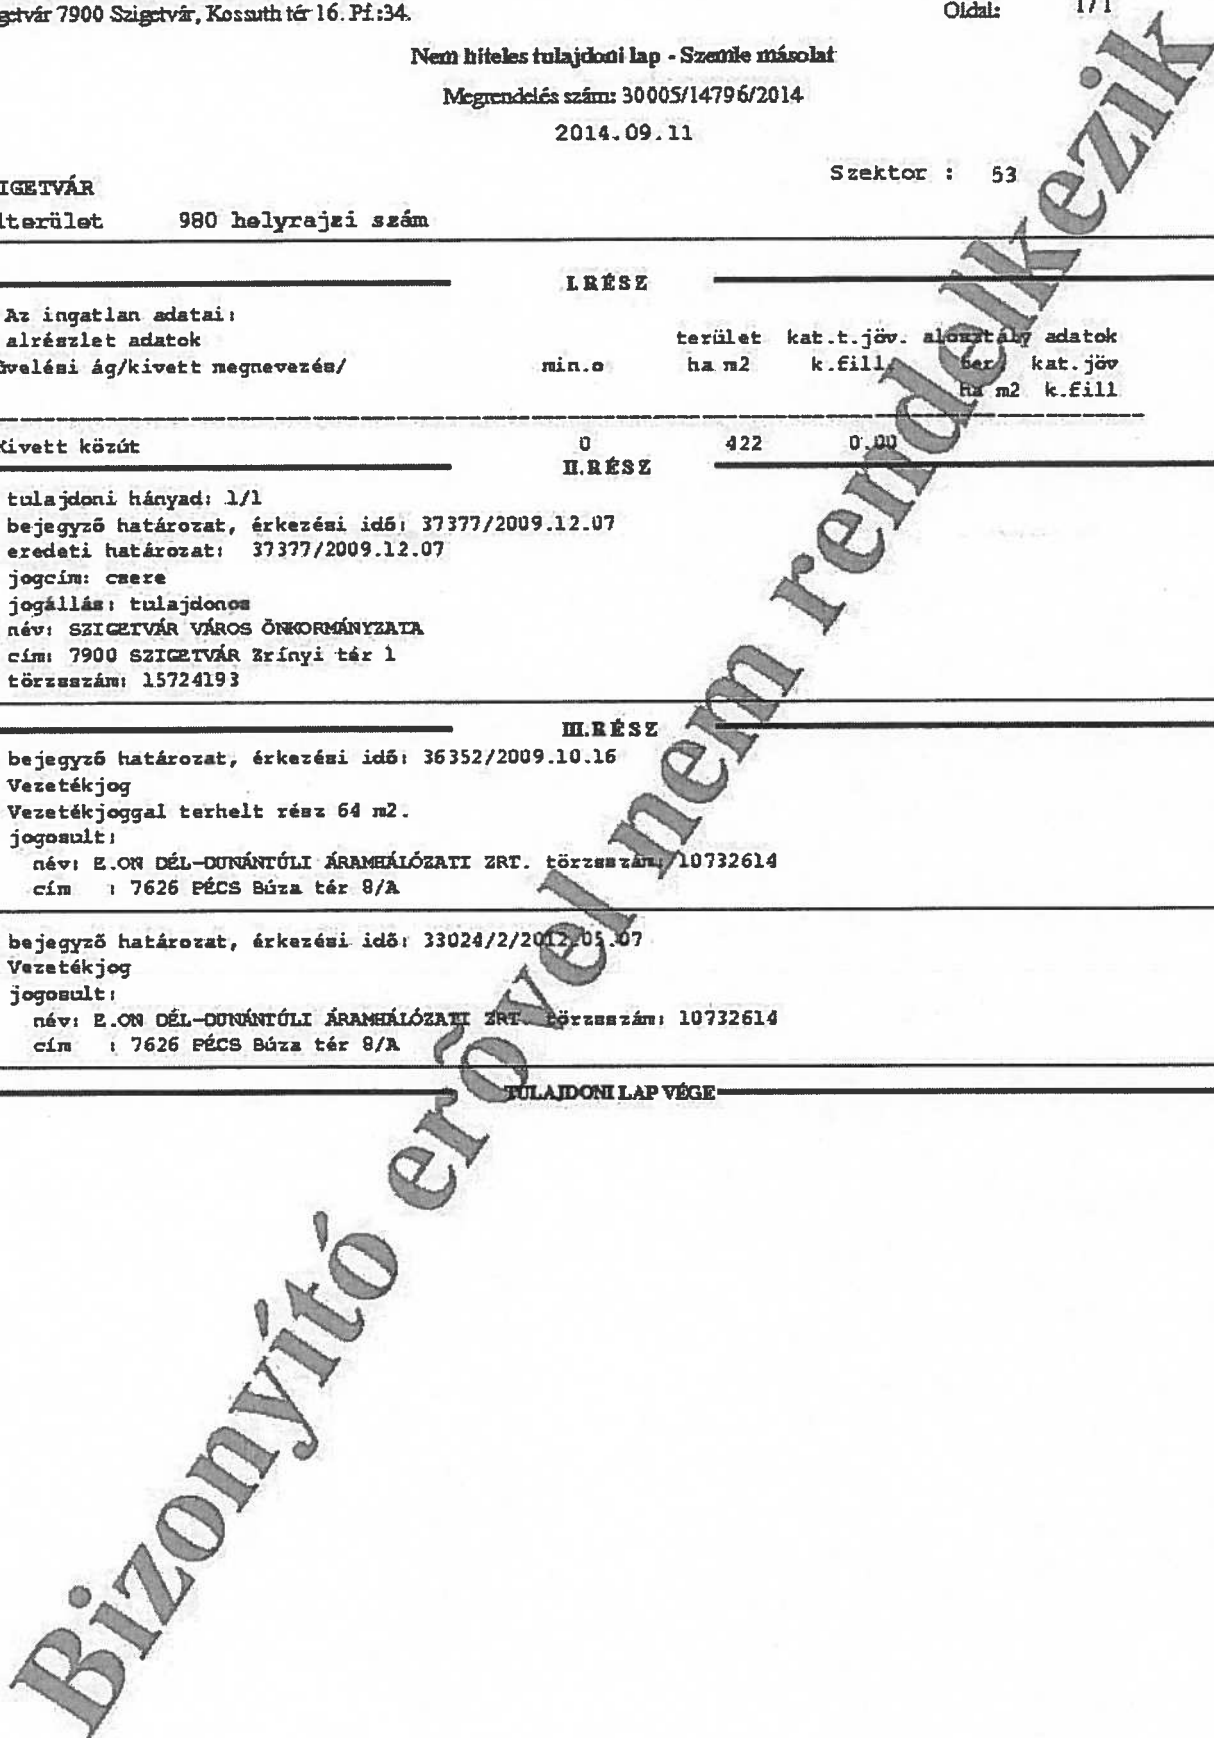 getvár 7900 Szigetvár, Kossuth tér 16. Pf.:34.
Oldal: 1/1
Nem hiteles tulajdoni lap - Szemle másolat
Megrendelés szám: 30005/14796/2014
2014.09.11
Szektor : 53
IGETVÁR
lterület 980 helyrajzi szám
I.RÉSZ
Az ingatlan adatai:
alrészlet adatok terület kat.t.jöv. alosztály adatok
űvelési ág/kivett megnevezés/ min.o ha m2 k.fill. ter. kat.jöv
ha m2 k.fill
Kivett közút 0 422 0.00
II.RÉSZ
tulajdoni hányad: 1/1
bejegyző határozat, érkezési idő: 37377/2009.12.07
eredeti határozat: 37377/2009.12.07
jogcím: csere
jogállás: tulajdonos
név: SZIGETVÁR VÁROS ÖNKORMÁNYZATA
cím: 7900 SZIGETVÁR Zrínyi tér 1
törzsszám: 15724193
III.RÉSZ
bejegyző határozat, érkezési idő: 36352/2009.10.16
Vezetékjog
Vezetékjoggal terhelt rész 64 m2.
jogosult:
név: E.ON DÉL-DUNÁNTÚLI ÁRAMHÁLÓZATI ZRT. törzsszám: 10732614
cím : 7626 PÉCS Búza tér 8/A
bejegyző határozat, érkezési idő: 33024/2/2012.05.07
Vezetékjog
jogosult:
név: E.ON DÉL-DUNÁNTÚLI ÁRAMHÁLÓZATI ZRT. törzsszám: 10732614
cím : 7626 PÉCS Búza tér 8/A
TULAJDONI LAP VÉGE
Bizonyító erővel nem rendelkezik